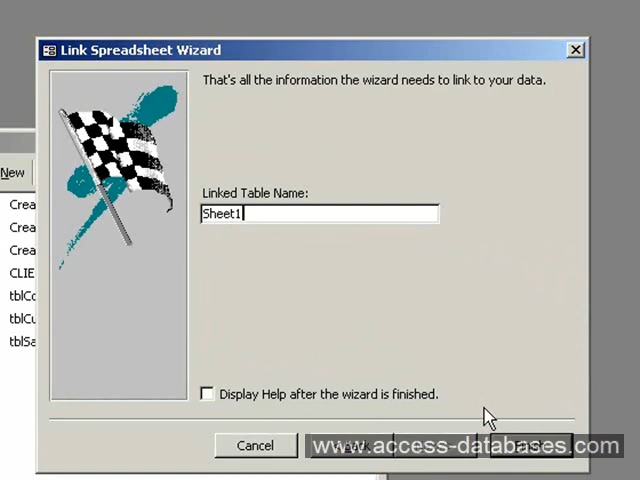 Link Spreadsheet Wizard
That's all the information the wizard needs to link to your data.
New
Linked Table Name:
Crea
Sheet1
Crea
Crea
CLIE
tblCo
tblCu
tblSa
Display Help after the wizard is finished.
Cancel
www.access-databases.com